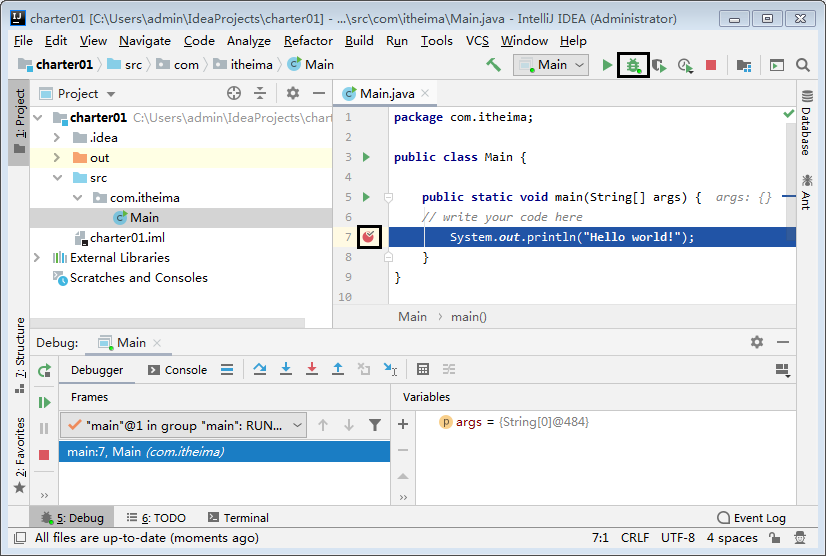 charter01 [C:\Users\admin\IdeaProjects\charter01] - ...\src\com\itheima\Main.java - IntelliJ IDEA (Administrator)
File Edit View Navigate Code Analyze Refactor Build Run Tools VCS Window Help
charter01 src com itheima Main Main
1: Project
Project
charter01 C:\Users\admin\IdeaProjects\chart
.idea
out
src
com.itheima
Main
charter01.iml
External Libraries
Scratches and Consoles
Main.java
1 package com.itheima;
2
3 public class Main {
4
5 public static void main(String[] args) { args: {}
6 // write your code here
7 System.out.println("Hello world!");
8 }
9 }
10
Main main()
Database
Ant
7: Structure
2: Favorites
Debug: Main
Debugger Console
Frames Variables
"main"@1 in group "main": RUN...
main:7, Main (com.itheima)
p args = {String[0]@484}
5: Debug 6: TODO Terminal Event Log
All files are up-to-date (moments ago) 7:1 CRLF UTF-8 4 spaces